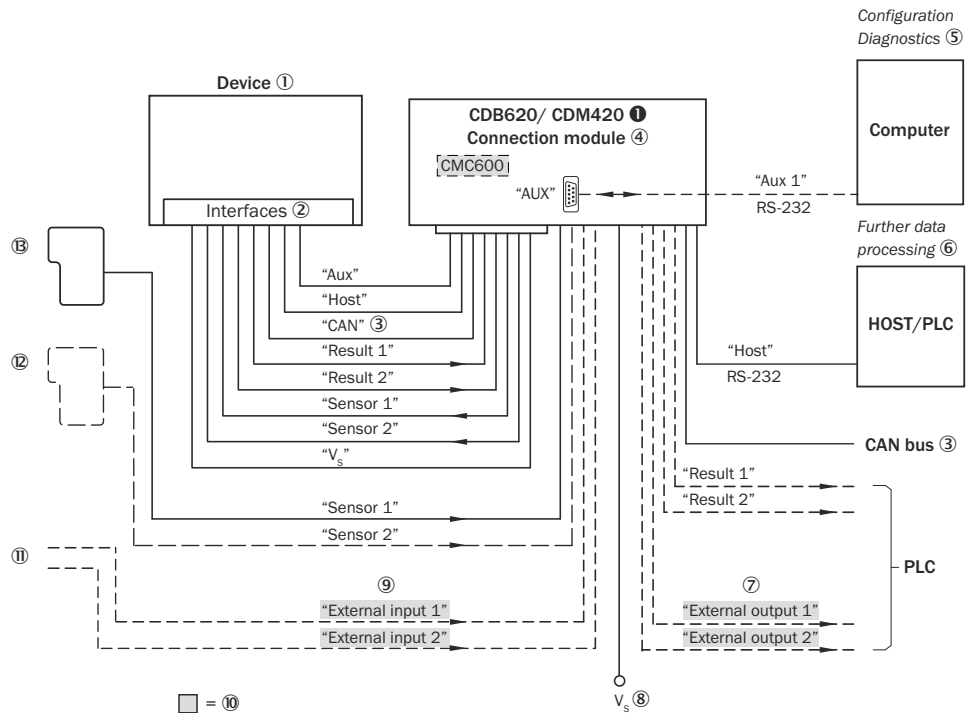 Configuration
Diagnostics ⑤
Device ①
CDB620/ CDM420 ❶
Connection module ④
CMC600
Computer
"AUX"
"Aux 1"
RS-232
Interfaces ②
⑬
Further data
processing ⑥
"Aux"
"Host"
"CAN" ③
HOST/PLC
"Result 1"
"Host"
⑫
"Result 2"
RS-232
"Sensor 1"
"Sensor 2"
CAN bus ③
"Vs"
"Result 1"
"Result 2"
"Sensor 1"
"Sensor 2"
⑪
PLC
⑨
⑦
"External input 1"
"External output 1"
"External input 2"
"External output 2"
= ⑩
Vs ⑧